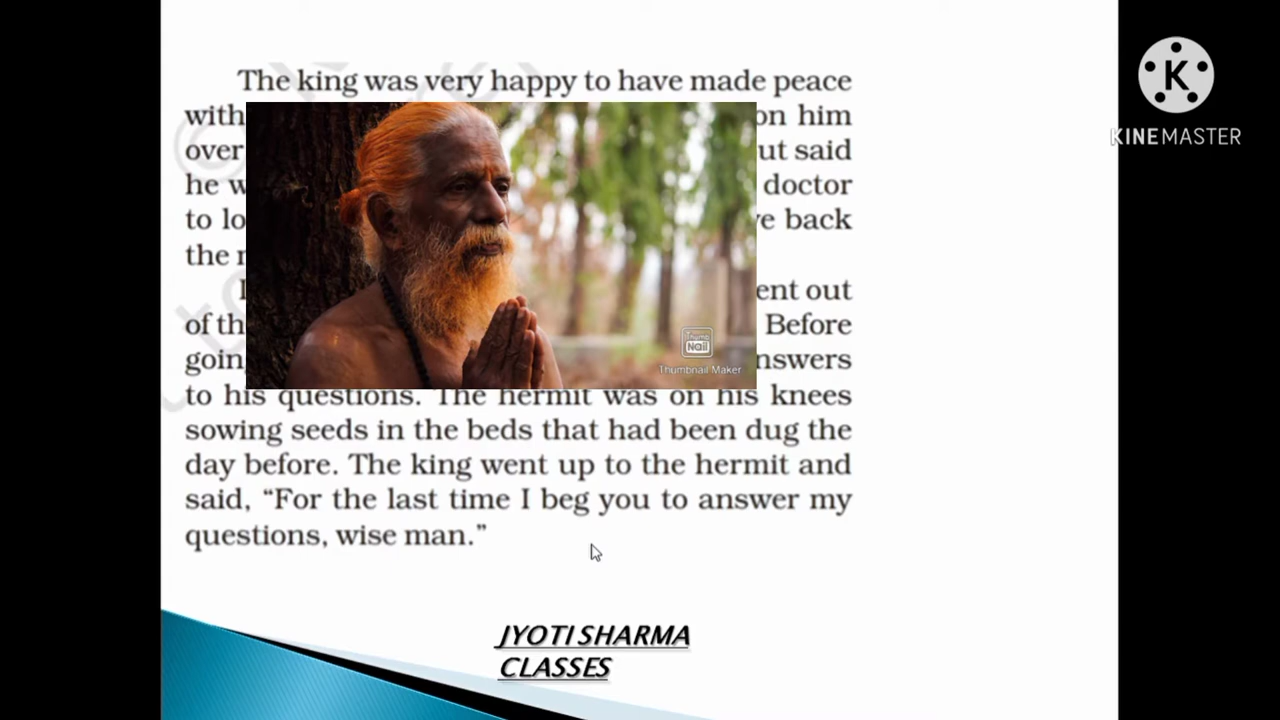 The king was very happy to have made peace
with on him
over ut said
he w doctor
to lo ve back
the
ent out
of th Before
goin nswers
to his questions. The hermit was on his knees
sowing seeds in the beds that had been dug the
day before. The king went up to the hermit and
said, “For the last time I beg you to answer my
questions, wise man.”
Thumb
Nail
Thumbnail Maker
JYOTI SHARMA
CLASSES
K
KINEMASTER